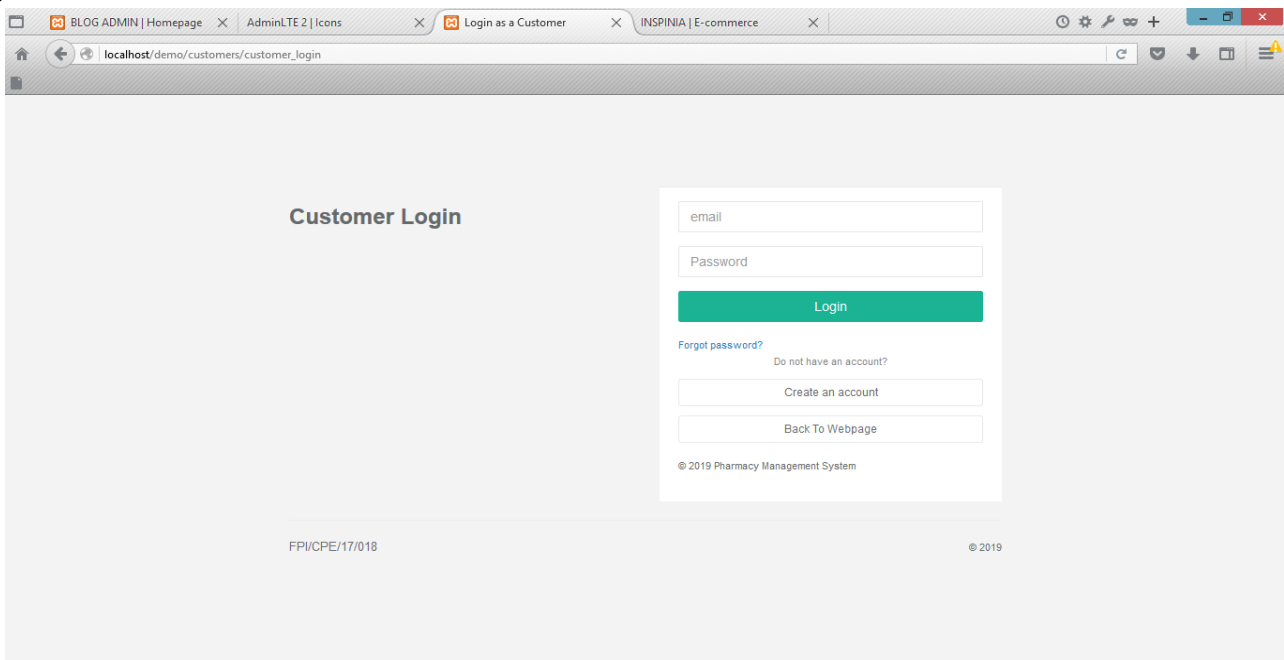 BLOG ADMIN | Homepage
AdminLTE 2 | Icons
Login as a Customer
INSPINIA | E-commerce
localhost/demo/customers/customer_login
Customer Login
email
Password
Login
Forgot password?
Do not have an account?
Create an account
Back To Webpage
© 2019 Pharmacy Management System
FPI/CPE/17/018
© 2019